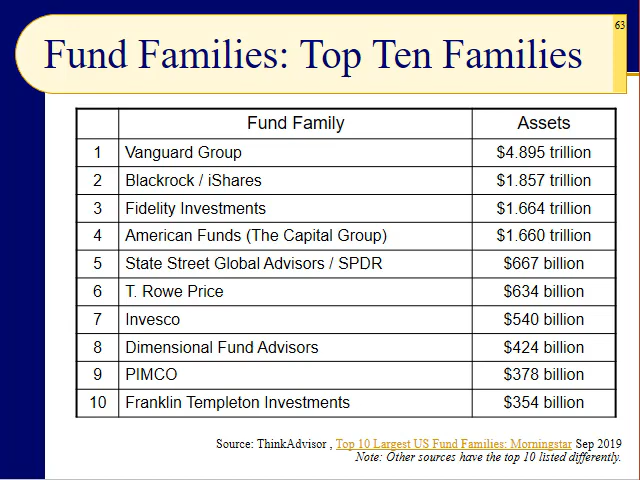 63
Fund Families: Top Ten Families
Fund Family Assets
1 Vanguard Group $4.895 trillion
2 Blackrock / iShares $1.857 trillion
3 Fidelity Investments $1.664 trillion
4 American Funds (The Capital Group) $1.660 trillion
5 State Street Global Advisors / SPDR $667 billion
6 T. Rowe Price $634 billion
7 Invesco $540 billion
8 Dimensional Fund Advisors $424 billion
9 PIMCO $378 billion
10 Franklin Templeton Investments $354 billion
Source: ThinkAdvisor , Top 10 Largest US Fund Families: Morningstar Sep 2019
Note: Other sources have the top 10 listed differently.